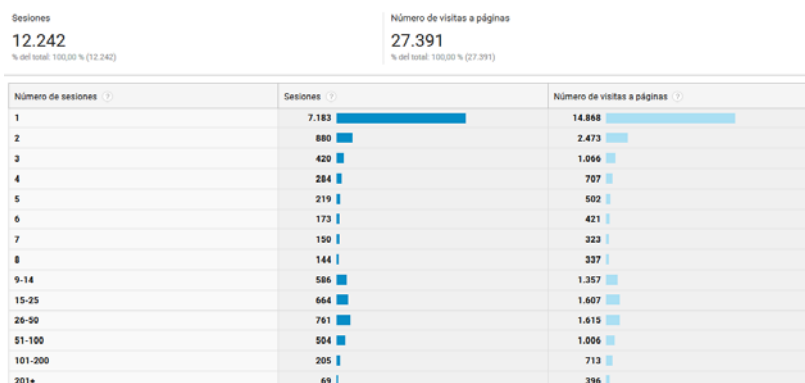 Sesiones
Número de visitas a páginas
12.242
27.391
% del total: 100,00 % (12.242)
% del total: 100,00 % (27.391)
Número de sesiones ? Sesiones ? Número de visitas a páginas ?
1 7.183 14.868
2 880 2.473
3 420 1.066
4 284 707
5 219 502
6 173 421
7 150 323
8 144 337
9-14 586 1.357
15-25 664 1.607
26-50 761 1.615
51-100 504 1.006
101-200 205 713
201+ 69 396